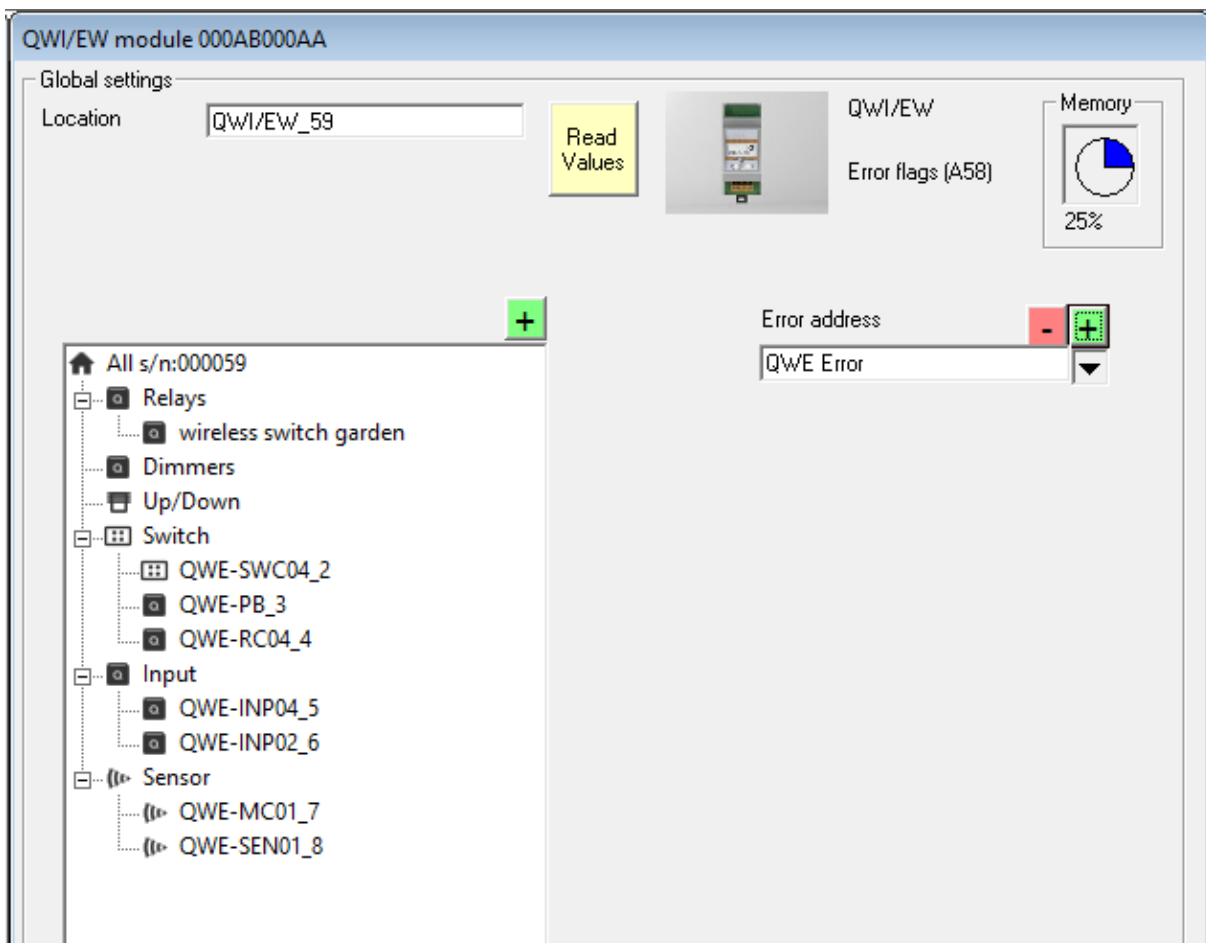 QWI/EW module 000AB000AA
Global settings
Location
QWI/EW_59
Read
Values
QWI/EW
Error flags (A58)
Memory
25%
+
Error address
-
+
QWE Error
All s/n:000059
Relays
wireless switch garden
Dimmers
Up/Down
Switch
QWE-SWC04_2
QWE-PB_3
QWE-RC04_4
Input
QWE-INP04_5
QWE-INP02_6
Sensor
QWE-MC01_7
QWE-SEN01_8